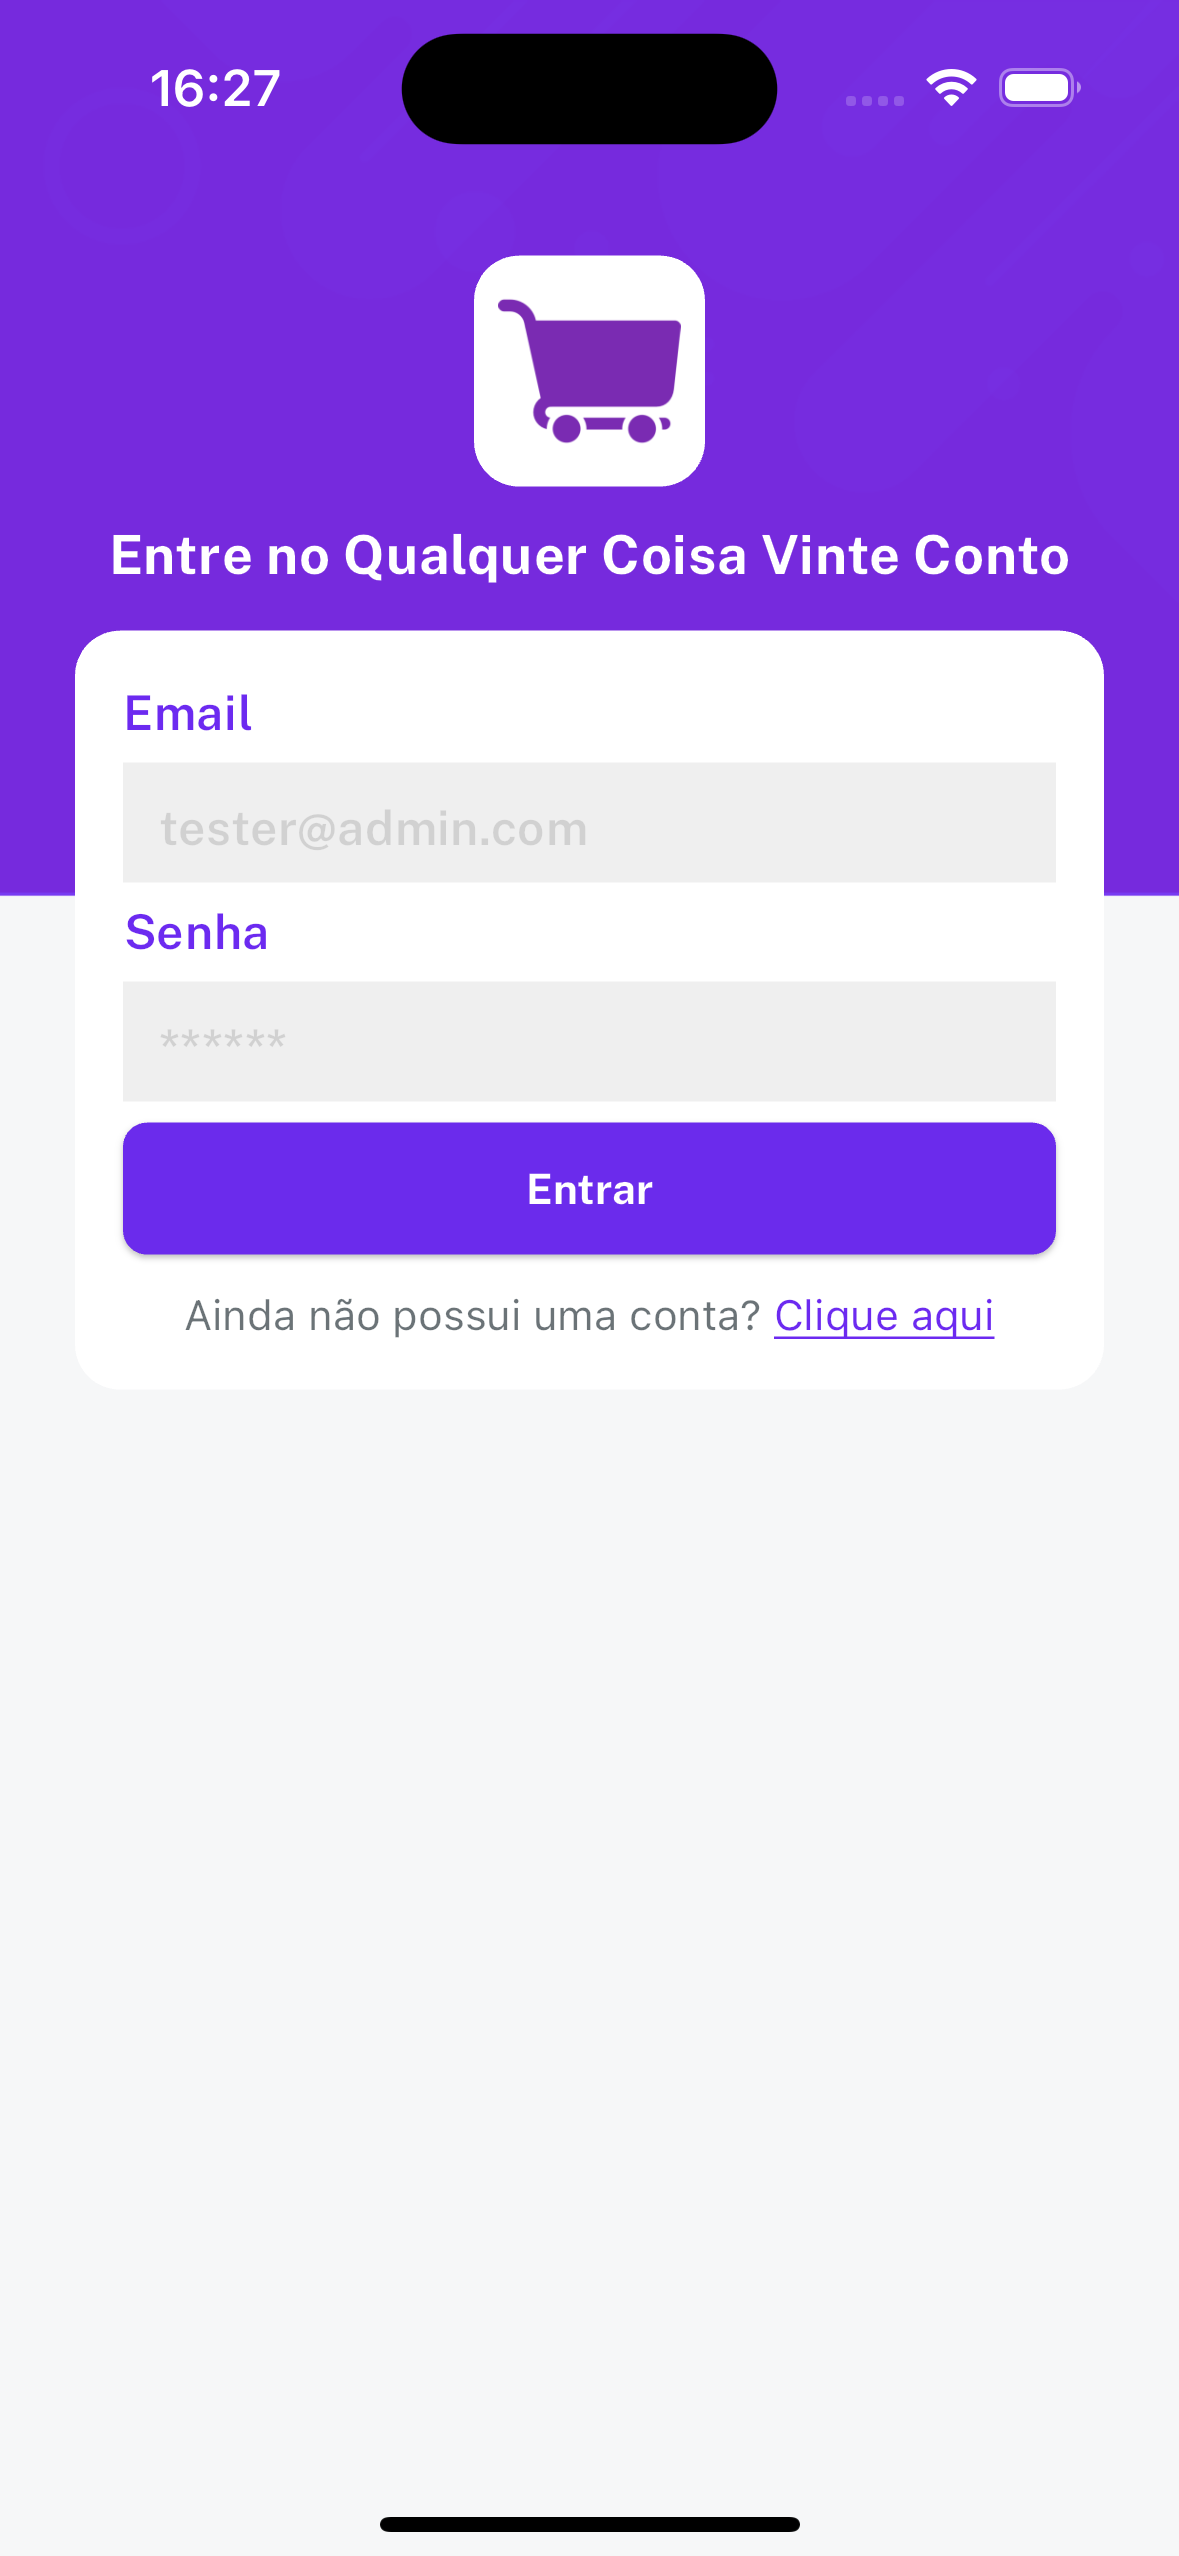 16:27
Entre no Qualquer Coisa Vinte Conto
Email
tester@admin.com
Senha
******
Entrar
Ainda não possui uma conta? Clique aqui